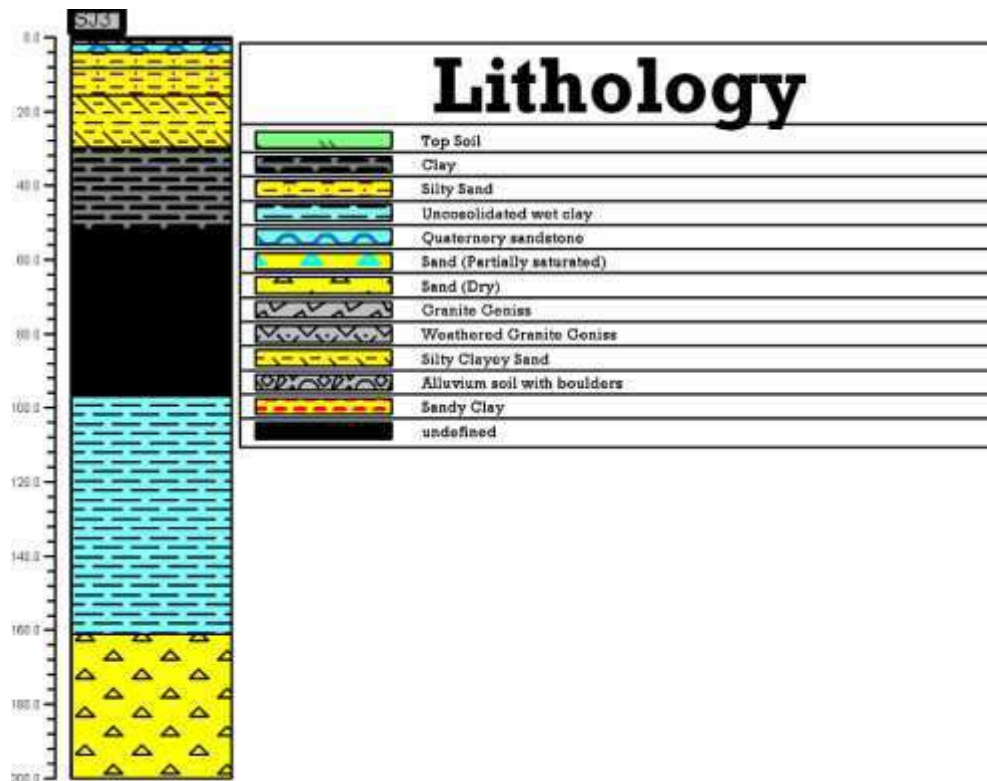 SJ3
0.0
20.0
40.0
60.0
80.0
100.0
120.0
140.0
160.0
180.0
200.0
Lithology
Top Soil
Clay
Silty Sand
Uncosolidated wet clay
Quaternery sandstone
Sand (Partially saturated)
Sand (Dry)
Granite Geniss
Weathered Granite Geniss
Silty Clayey Sand
Alluvium soil with boulders
Sandy Clay
undefined